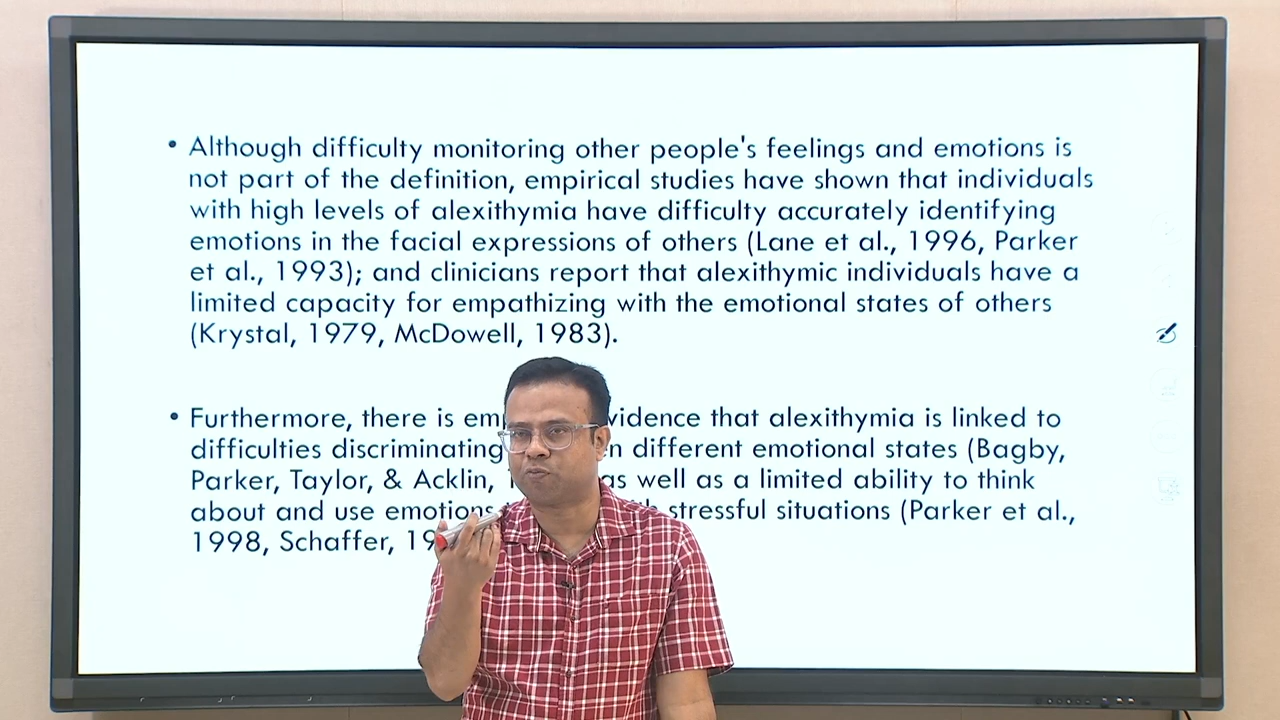 • Although difficulty monitoring other people's feelings and emotions is
not part of the definition, empirical studies have shown that individuals
with high levels of alexithymia have difficulty accurately identifying
emotions in the facial expressions of others (Lane et al., 1996, Parker
et al., 1993); and clinicians report that alexithymic individuals have a
limited capacity for empathizing with the emotional states of others
(Krystal, 1979, McDowell, 1983).
• Furthermore, there is that alexithymia is linked to
difficulties discriminating different emotional states (Bagby,
Parker, Taylor, & Acklin, as well as a limited ability to think
about and use emotions stressful situations (Parker et al.,
1998, Schaffer,